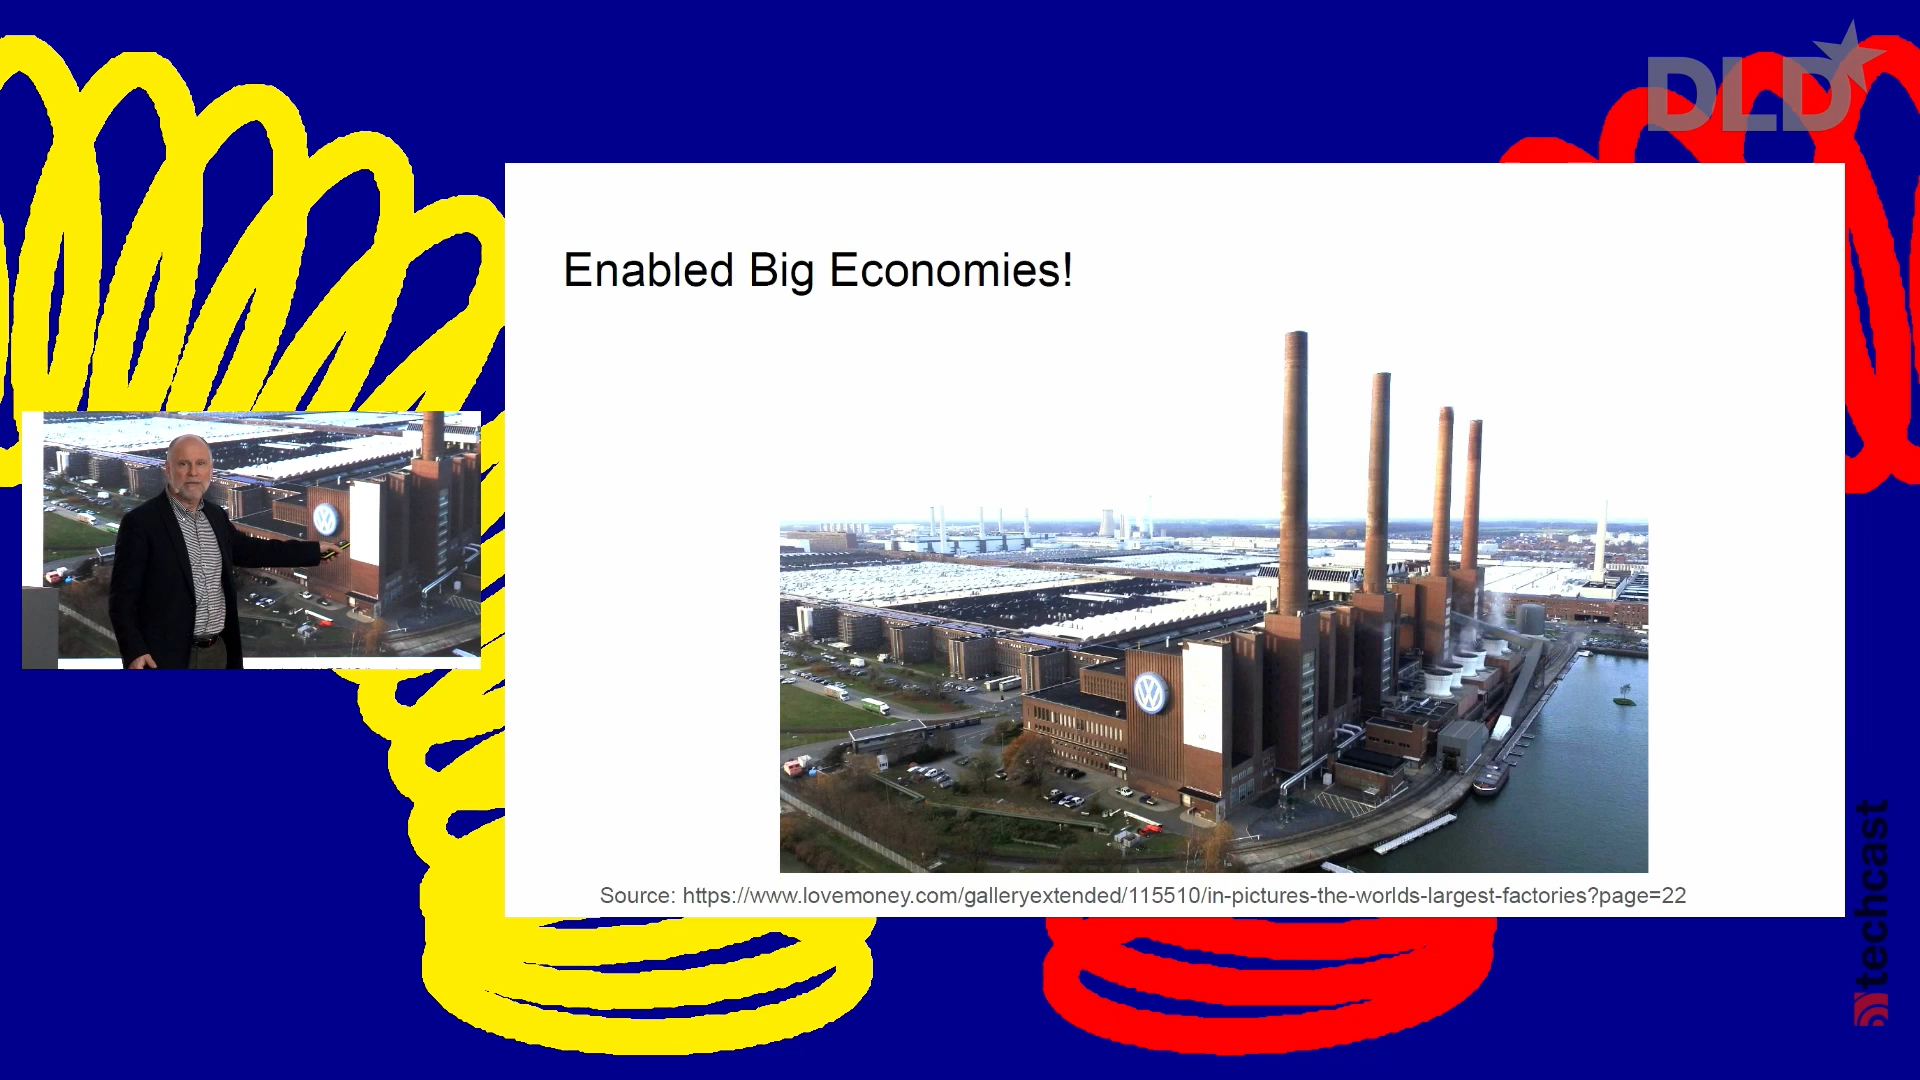 DLD
Enabled Big Economies!
VW
Source: https://www.lovemoney.com/galleryextended/115510/in-pictures-the-worlds-largest-factories?page=22
techcast